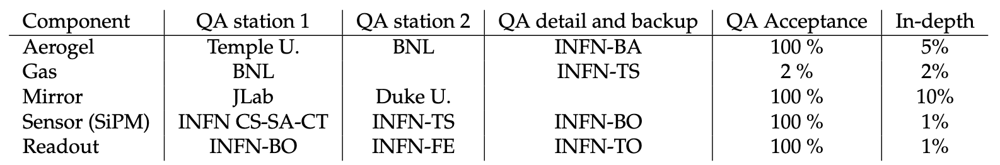 Component QA station 1 QA station 2 QA detail and backup QA Acceptance In-depth
Aerogel Temple U. BNL INFN-BA 100 % 5%
Gas BNL INFN-TS 2 % 2%
Mirror JLab Duke U. 100 % 10%
Sensor (SiPM) INFN CS-SA-CT INFN-TS INFN-BO 100 % 1%
Readout INFN-BO INFN-FE INFN-TO 100 % 1%